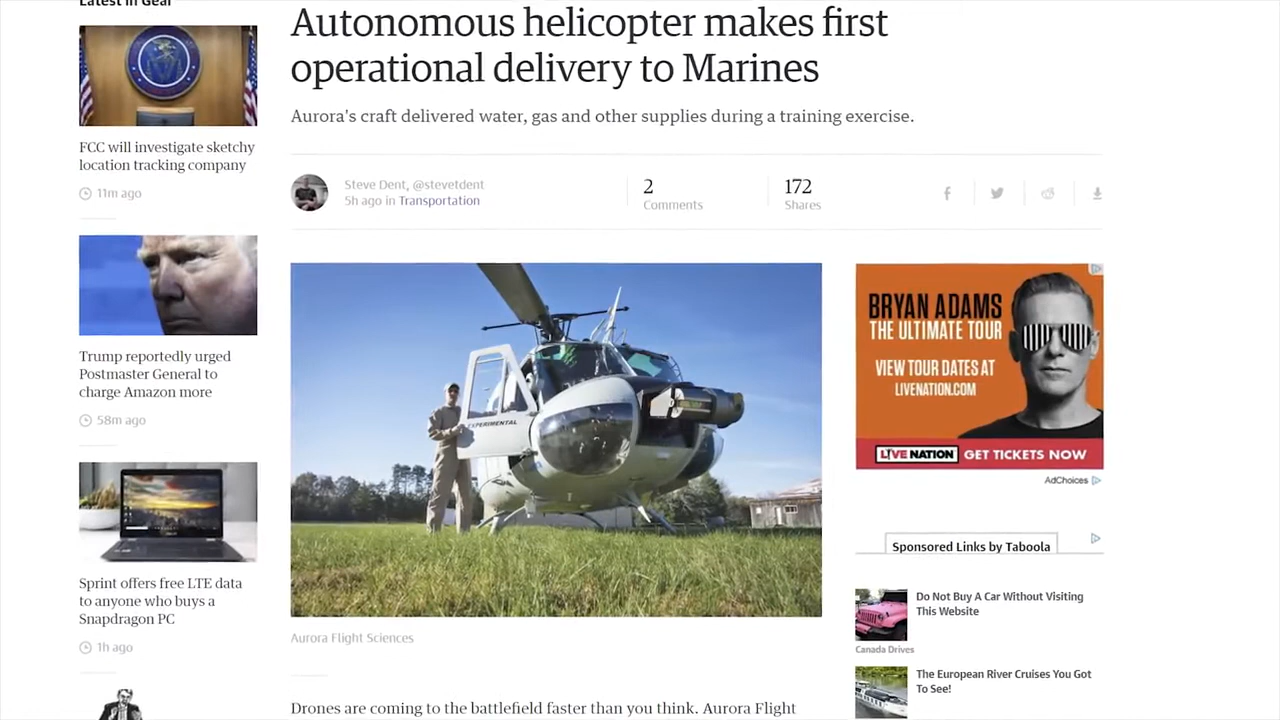 Latest in Gear
FCC will investigate sketchy
location tracking company
11m ago
Trump reportedly urged
Postmaster General to
charge Amazon more
58m ago
Sprint offers free LTE data
to anyone who buys a
Snapdragon PC
1h ago
Autonomous helicopter makes first
operational delivery to Marines
Aurora's craft delivered water, gas and other supplies during a training exercise.
Steve Dent, @stevetdent
5h ago in Transportation
2
Comments
172
Shares
EXPERIMENTAL
Aurora Flight Sciences
Drones are coming to the battlefield faster than you think. Aurora Flight
BRYAN ADAMS
THE ULTIMATE TOUR
VIEW TOUR DATES AT
LIVENATION.COM
LIVE NATION GET TICKETS NOW
AdChoices
Sponsored Links by Taboola
Do Not Buy A Car Without Visiting
This Website
Canada Drives
The European River Cruises You Got
To See!